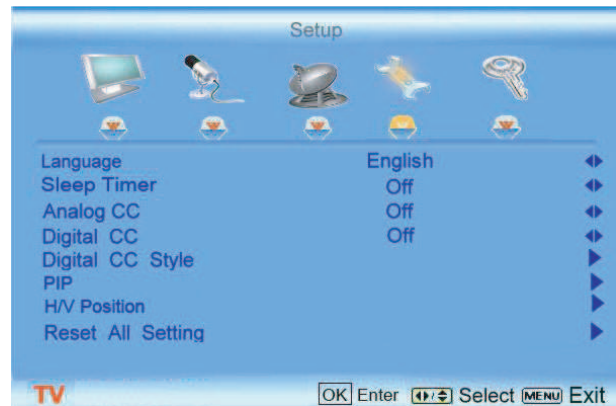 Setup
Language English
Sleep Timer Off
Analog CC Off
Digital CC Off
Digital CC Style
PIP
H/V Position
Reset All Setting
TV OK Enter Select MENU Exit